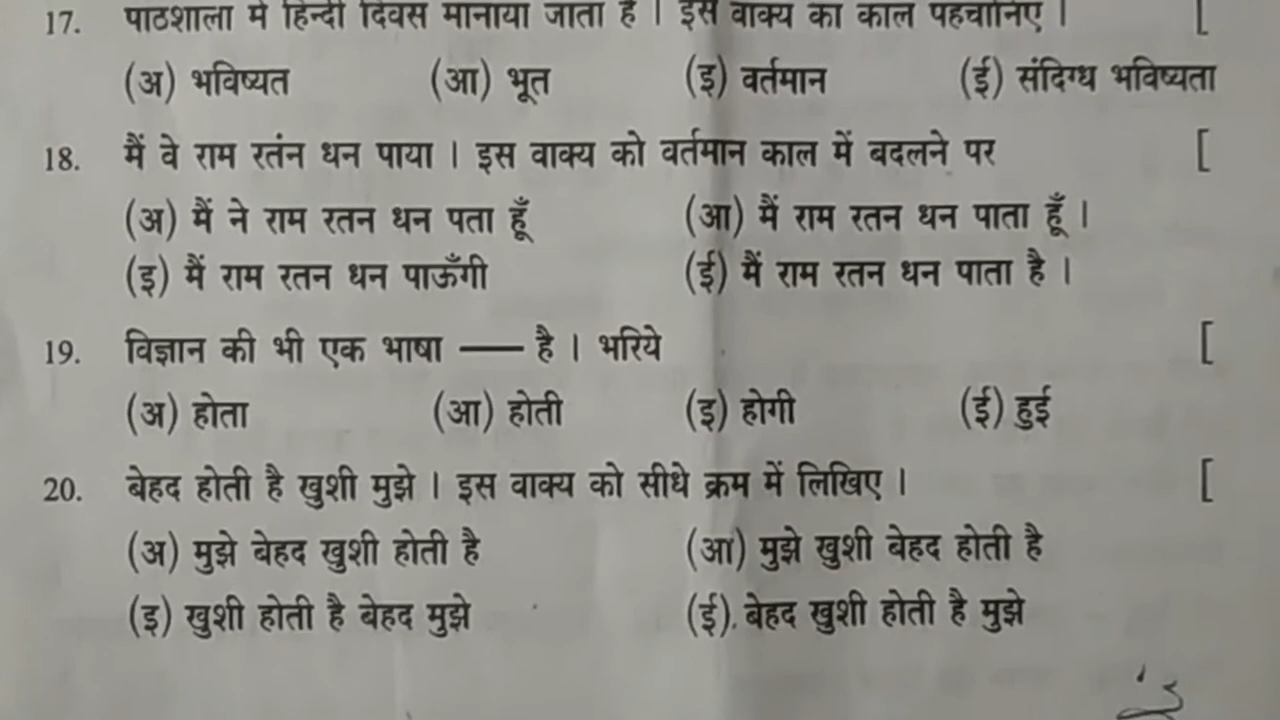 17. पाठशाला मे हिन्दी दिवस मानाया जाता है । इस वाक्य का काल पहचानिए । [
(अ) भविष्यत (आ) भूत (इ) वर्तमान (ई) संदिग्ध भविष्यता
18. मैं वे राम रतंन धन पाया । इस वाक्य को वर्तमान काल में बदलने पर [
(अ) मैं ने राम रतन धन पता हूँ (आ) मैं राम रतन धन पाता हूँ ।
(इ) मैं राम रतन धन पाऊँगी (ई) मैं राम रतन धन पाता है ।
19. विज्ञान की भी एक भाषा —— है । भरिये [
(अ) होता (आ) होती (इ) होगी (ई) हुई
20. बेहद होती है खुशी मुझे । इस वाक्य को सीधे क्रम में लिखिए । [
(अ) मुझे बेहद खुशी होती है (आ) मुझे खुशी बेहद होती है
(इ) खुशी होती है बेहद मुझे (ई). बेहद खुशी होती है मुझे